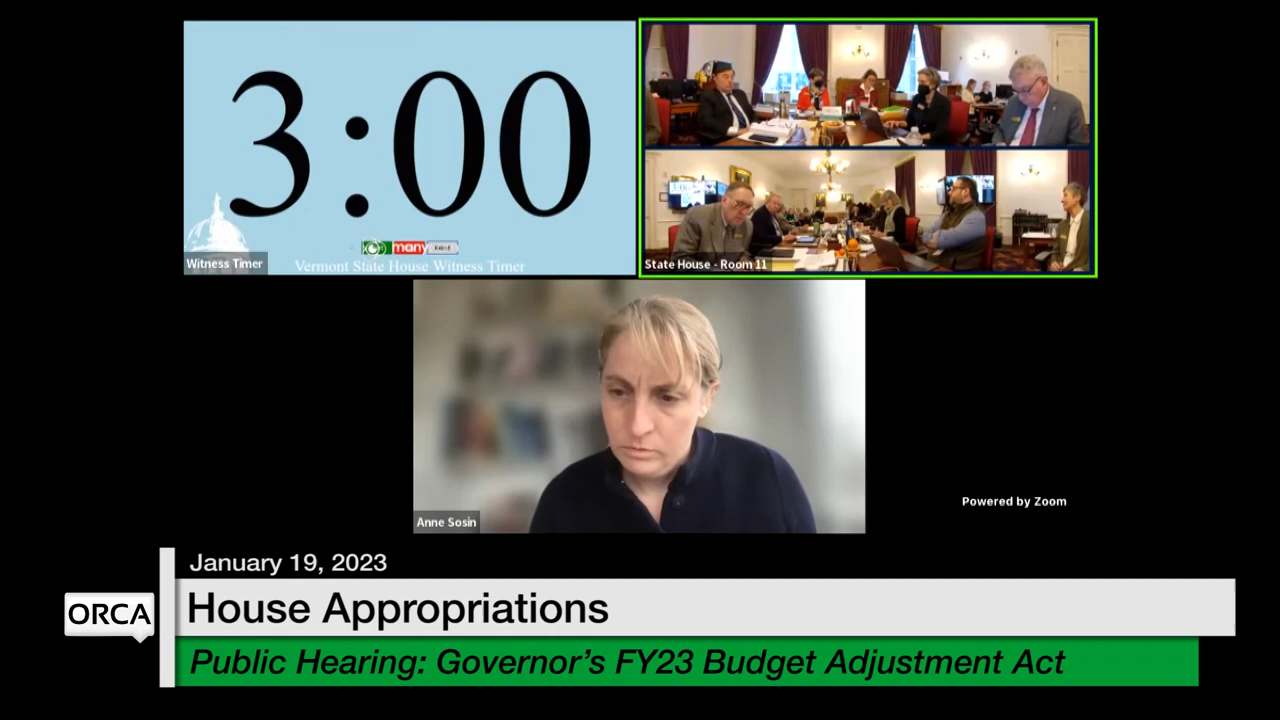 3:00
many
Witness Timer
Vermont State House Witness Timer
State House - Room 11
Anne Sosin
Powered by Zoom
January 19, 2023
ORCA
House Appropriations
Public Hearing: Governor's FY23 Budget Adjustment Act